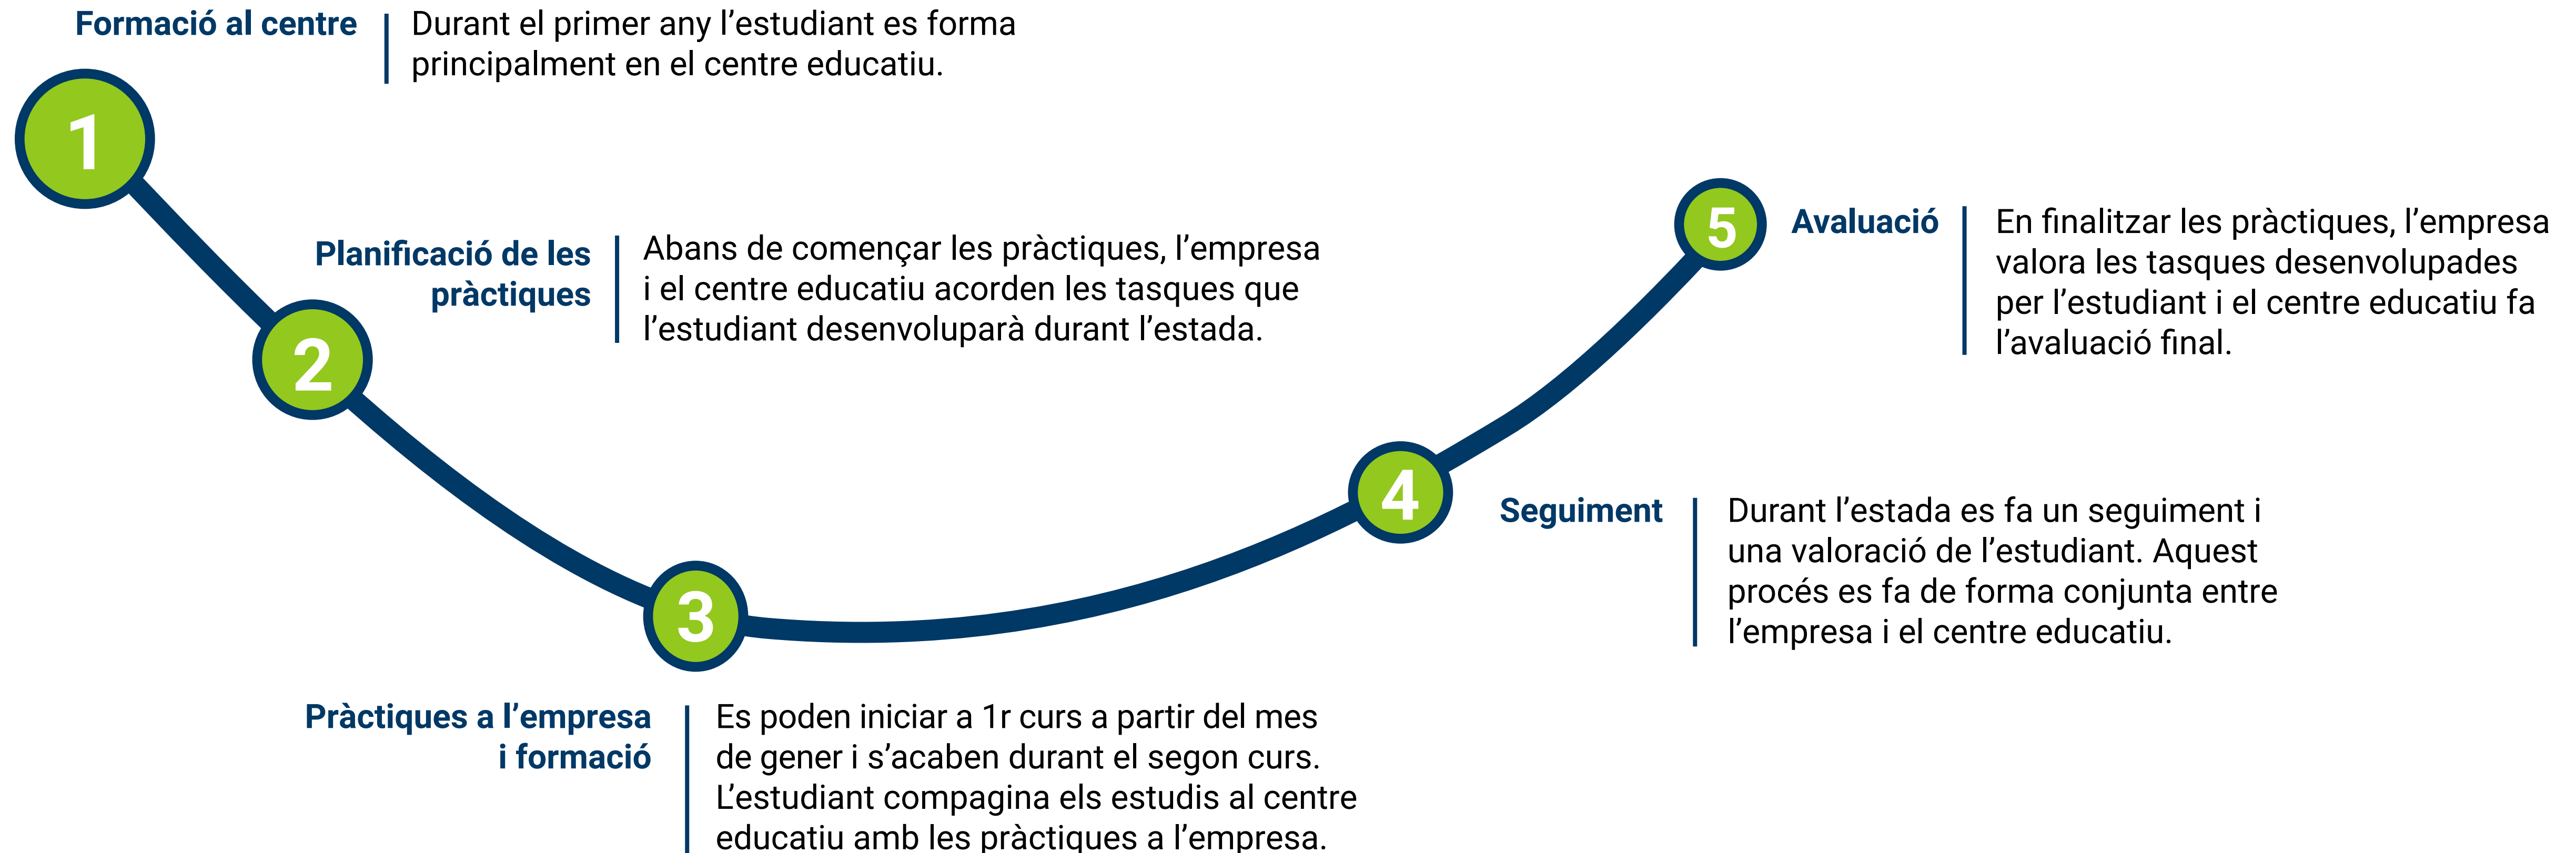 Formació al centre
Durant el primer any l’estudiant es forma
principalment en el centre educatiu.
1
2
Planificació de les
pràctiques
Abans de començar les pràctiques, l’empresa
i el centre educatiu acorden les tasques que
l’estudiant desenvoluparà durant l’estada.
3
Pràctiques a l’empresa
i formació
Es poden iniciar a 1r curs a partir del mes
de gener i s’acaben durant el segon curs.
L’estudiant compagina els estudis al centre
educatiu amb les pràctiques a l’empresa.
4
Seguiment
Durant l’estada es fa un seguiment i
una valoració de l’estudiant. Aquest
procés es fa de forma conjunta entre
l’empresa i el centre educatiu.
5
Avaluació
En finalitzar les pràctiques, l’empresa
valora les tasques desenvolupades
per l’estudiant i el centre educatiu fa
l’avaluació final.